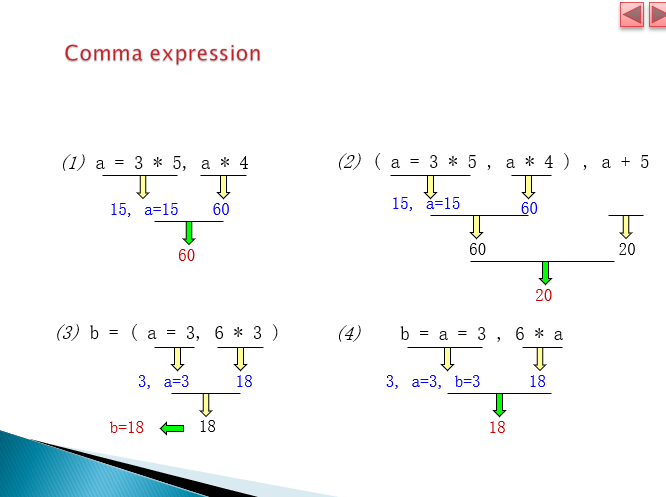 Comma expression
(1) a = 3 * 5, a * 4
15, a=15 60
60
(2) ( a = 3 * 5 , a * 4 ) , a + 5
15, a=15 60
60 20
20
(3) b = ( a = 3, 6 * 3 )
3, a=3 18
b=18 18
(4) b = a = 3 , 6 * a
3, a=3, b=3 18
18